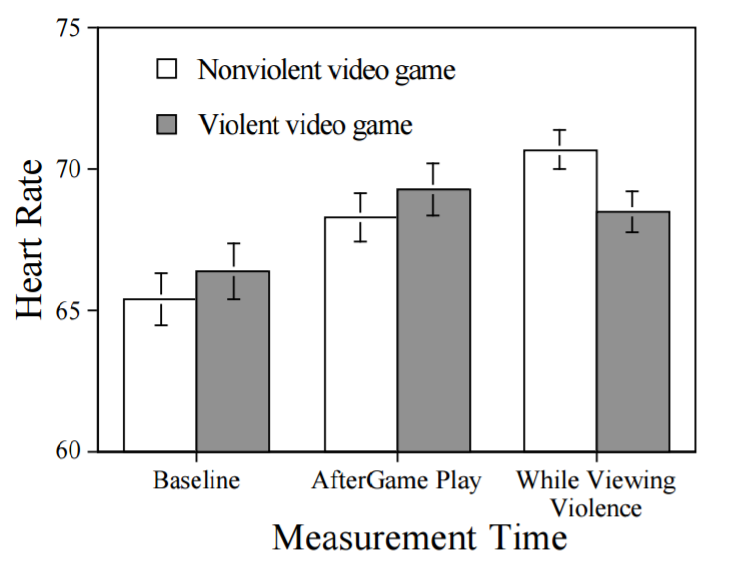 75
Nonviolent video game
Violent video game
70
Heart Rate
65
60
Baseline
AfterGame Play
While Viewing
Violence
Measurement Time